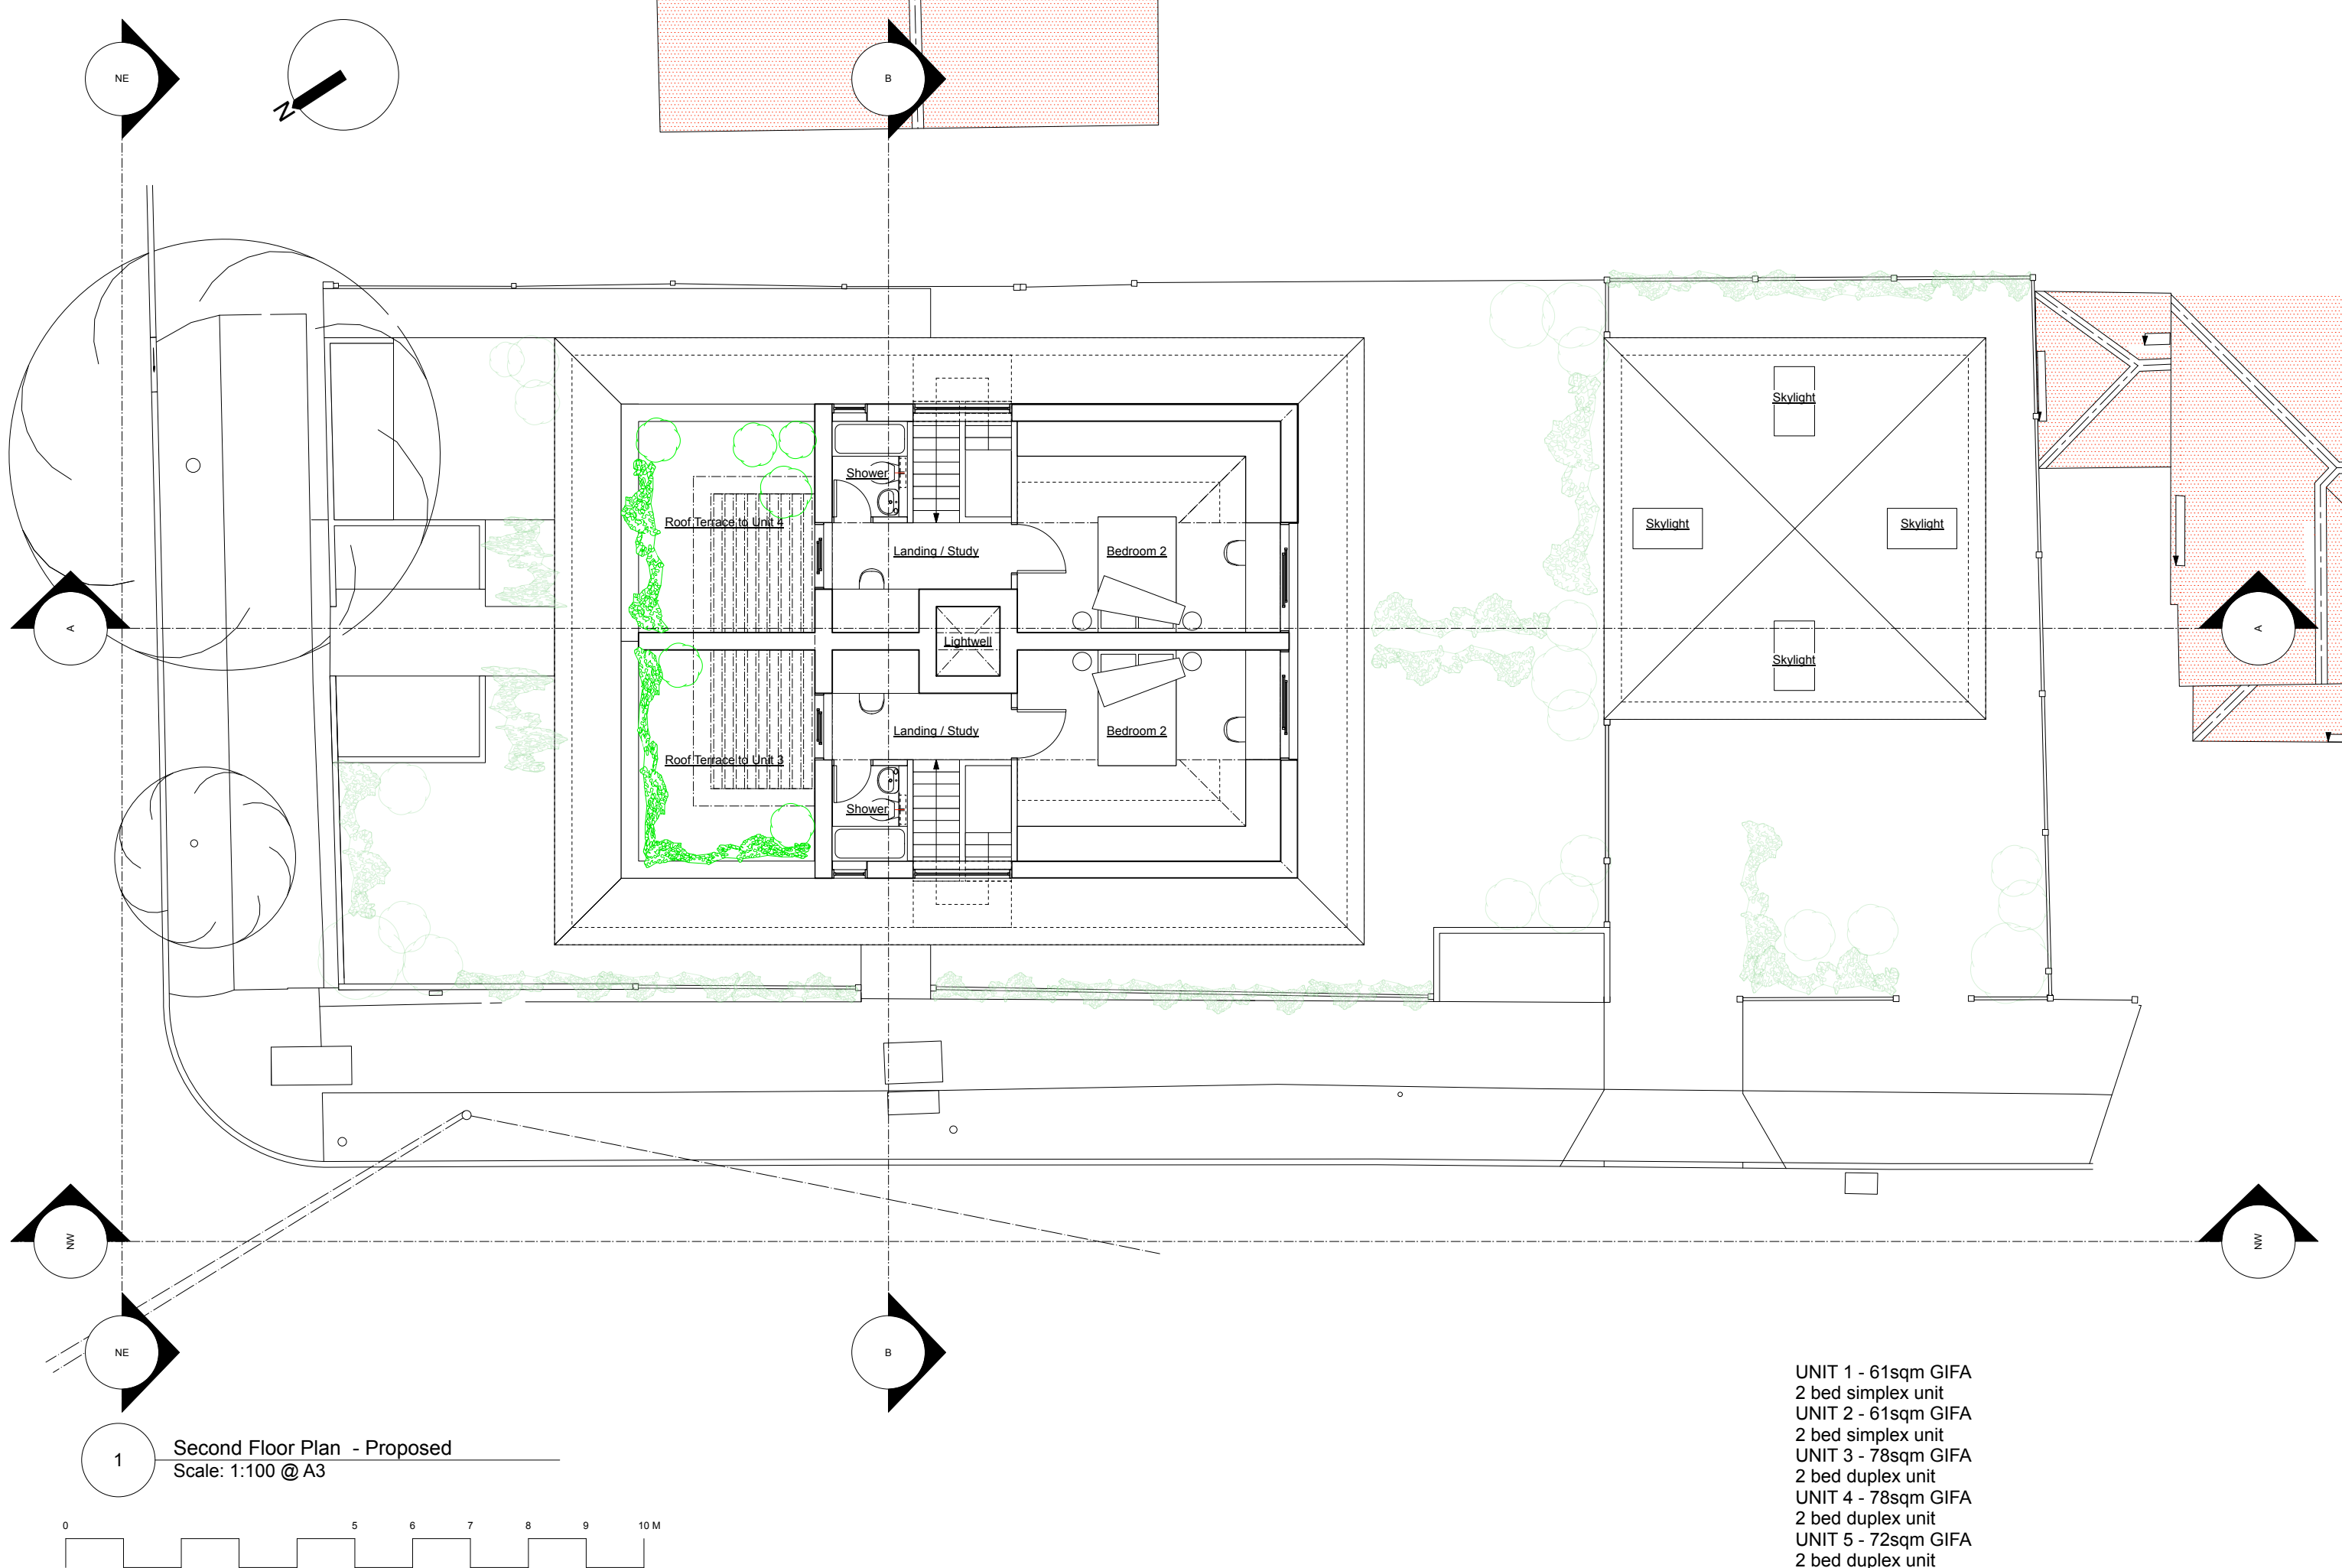 NE
N
B
Skylight
Shower
Roof Terrace to Unit 4
Skylight
Skylight
Landing / Study
Bedroom 2
A
Lightwell
A
Skylight
Landing / Study
Bedroom 2
Roof Terrace to Unit 3
Shower
NW
NW
NE
B
UNIT 1 - 61sqm GIFA
2 bed simplex unit
UNIT 2 - 61sqm GIFA
2 bed simplex unit
UNIT 3 - 78sqm GIFA
2 bed duplex unit
UNIT 4 - 78sqm GIFA
2 bed duplex unit
UNIT 5 - 72sqm GIFA
2 bed duplex unit
1
Second Floor Plan - Proposed
Scale: 1:100 @ A3
0 5 6 7 8 9 10 M